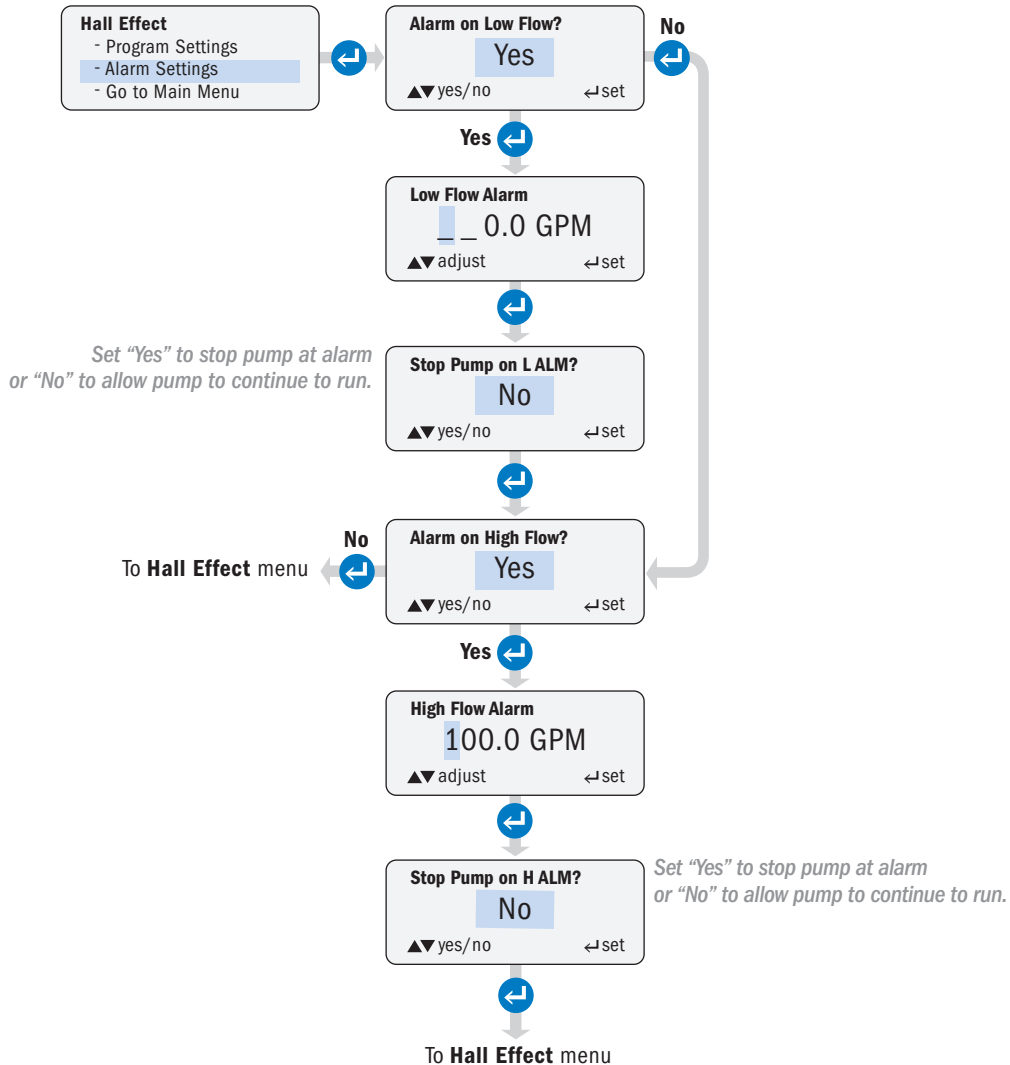 Hall Effect
- Program Settings
- Alarm Settings
- Go to Main Menu
Alarm on Low Flow?
Yes
▲▼ yes/no ↵ set
No
Yes
Low Flow Alarm
_ _ 0.0 GPM
▲▼ adjust ↵ set
Set “Yes” to stop pump at alarm
or “No” to allow pump to continue to run.
Stop Pump on L ALM?
No
▲▼ yes/no ↵ set
Alarm on High Flow?
Yes
▲▼ yes/no ↵ set
No
To Hall Effect menu
Yes
High Flow Alarm
100.0 GPM
▲▼ adjust ↵ set
Stop Pump on H ALM?
No
▲▼ yes/no ↵ set
Set “Yes” to stop pump at alarm
or “No” to allow pump to continue to run.
To Hall Effect menu